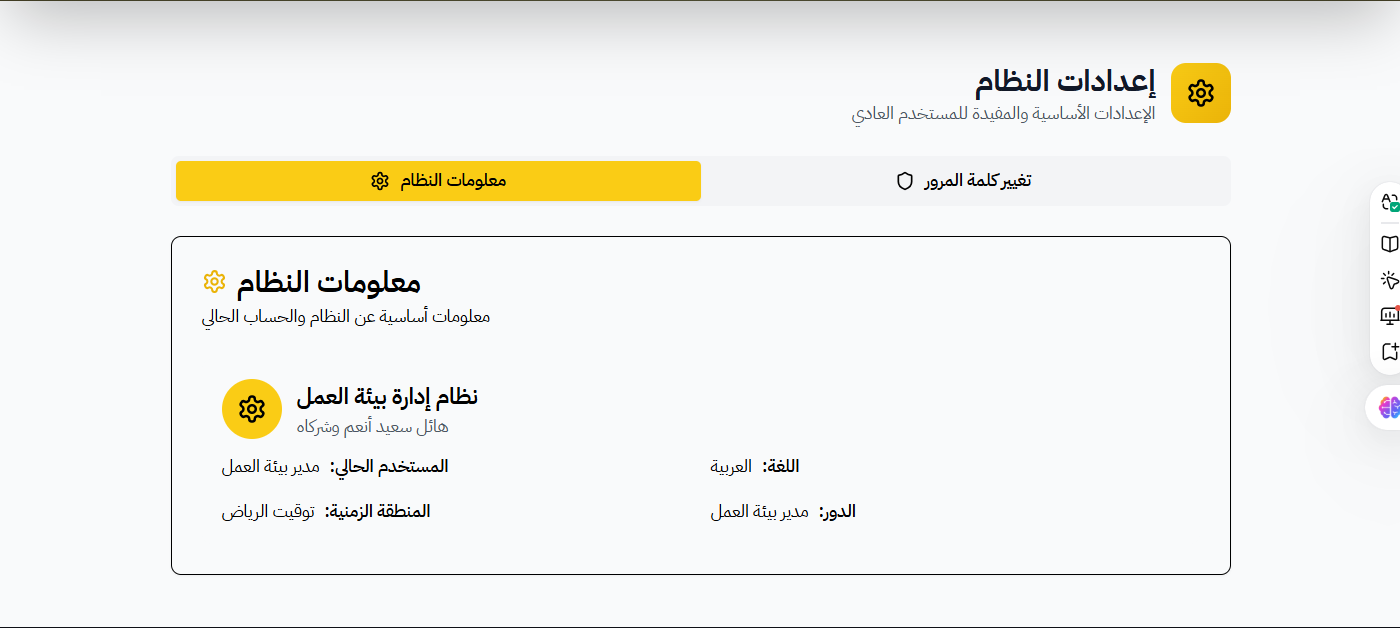 إعدادات النظام
الإعدادات الأساسية والمفيدة للمستخدم العادي
تغيير كلمة المرور
معلومات النظام
معلومات النظام
معلومات أساسية عن النظام والحساب الحالي
نظام إدارة بيئة العمل
هائل سعيد أنعم وشركاه
المستخدم الحالي: مدير بيئة العمل
اللغة: العربية
المنطقة الزمنية: توقيت الرياض
الدور: مدير بيئة العمل